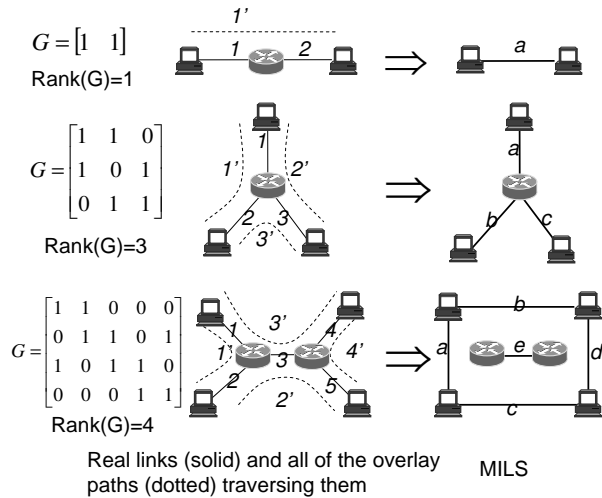 1'
G = [1 1]
1 2
a
Rank(G)=1
1 1 0
G = 1 0 1
0 1 1
Rank(G)=3
1
1' 2'
2 3
3'
a
b c
1 1 0 0 0
0 1 1 0 1
G =
1 0 1 1 0
0 0 0 1 1
Rank(G)=4
3'
1 4
1' 3 4'
2 5
2'
b
a e d
c
Real links (solid) and all of the overlay
paths (dotted) traversing them
MILS